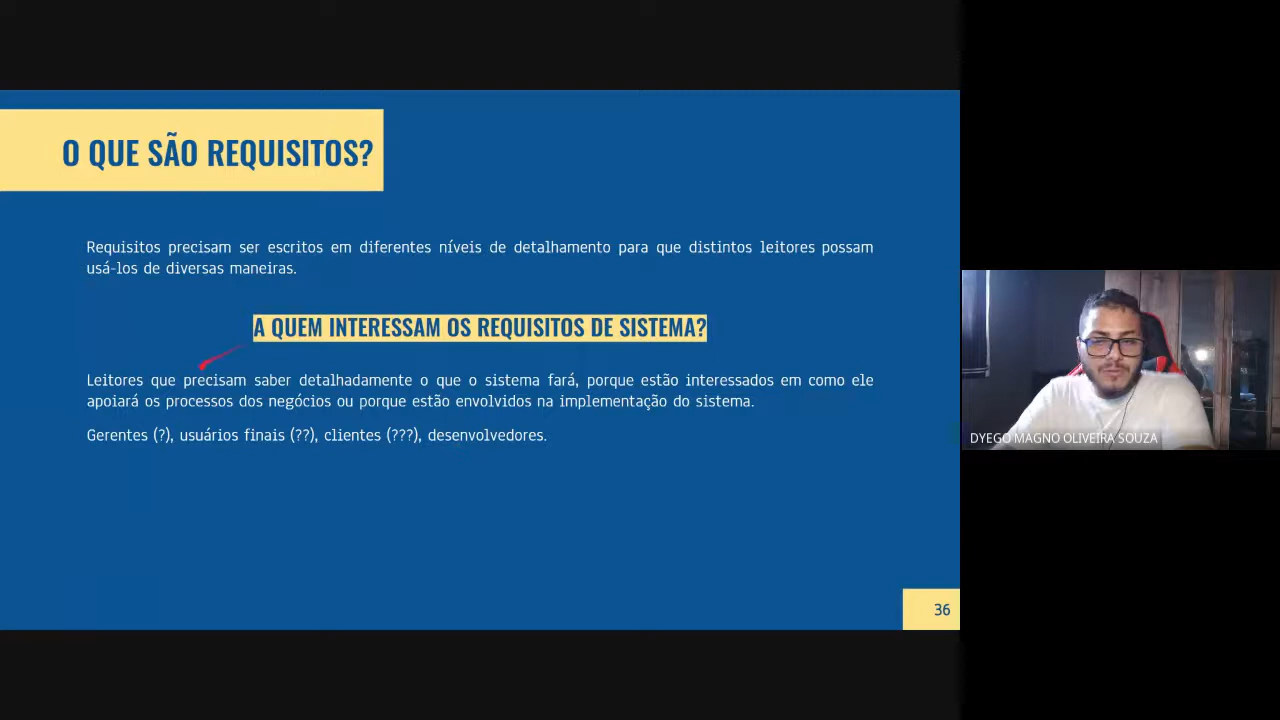 O QUE SÃO REQUISITOS?
Requisitos precisam ser escritos em diferentes níveis de detalhamento para que distintos leitores possam
usá-los de diversas maneiras.
A QUEM INTERESSAM OS REQUISITOS DE SISTEMA?
Leitores que precisam saber detalhadamente o que o sistema fará, porque estão interessados em como ele
apoiará os processos dos negócios ou porque estão envolvidos na implementação do sistema.
Gerentes (?), usuários finais (??), clientes (???), desenvolvedores.
36
DYEGO MAGNO OLIVEIRA SOUZA